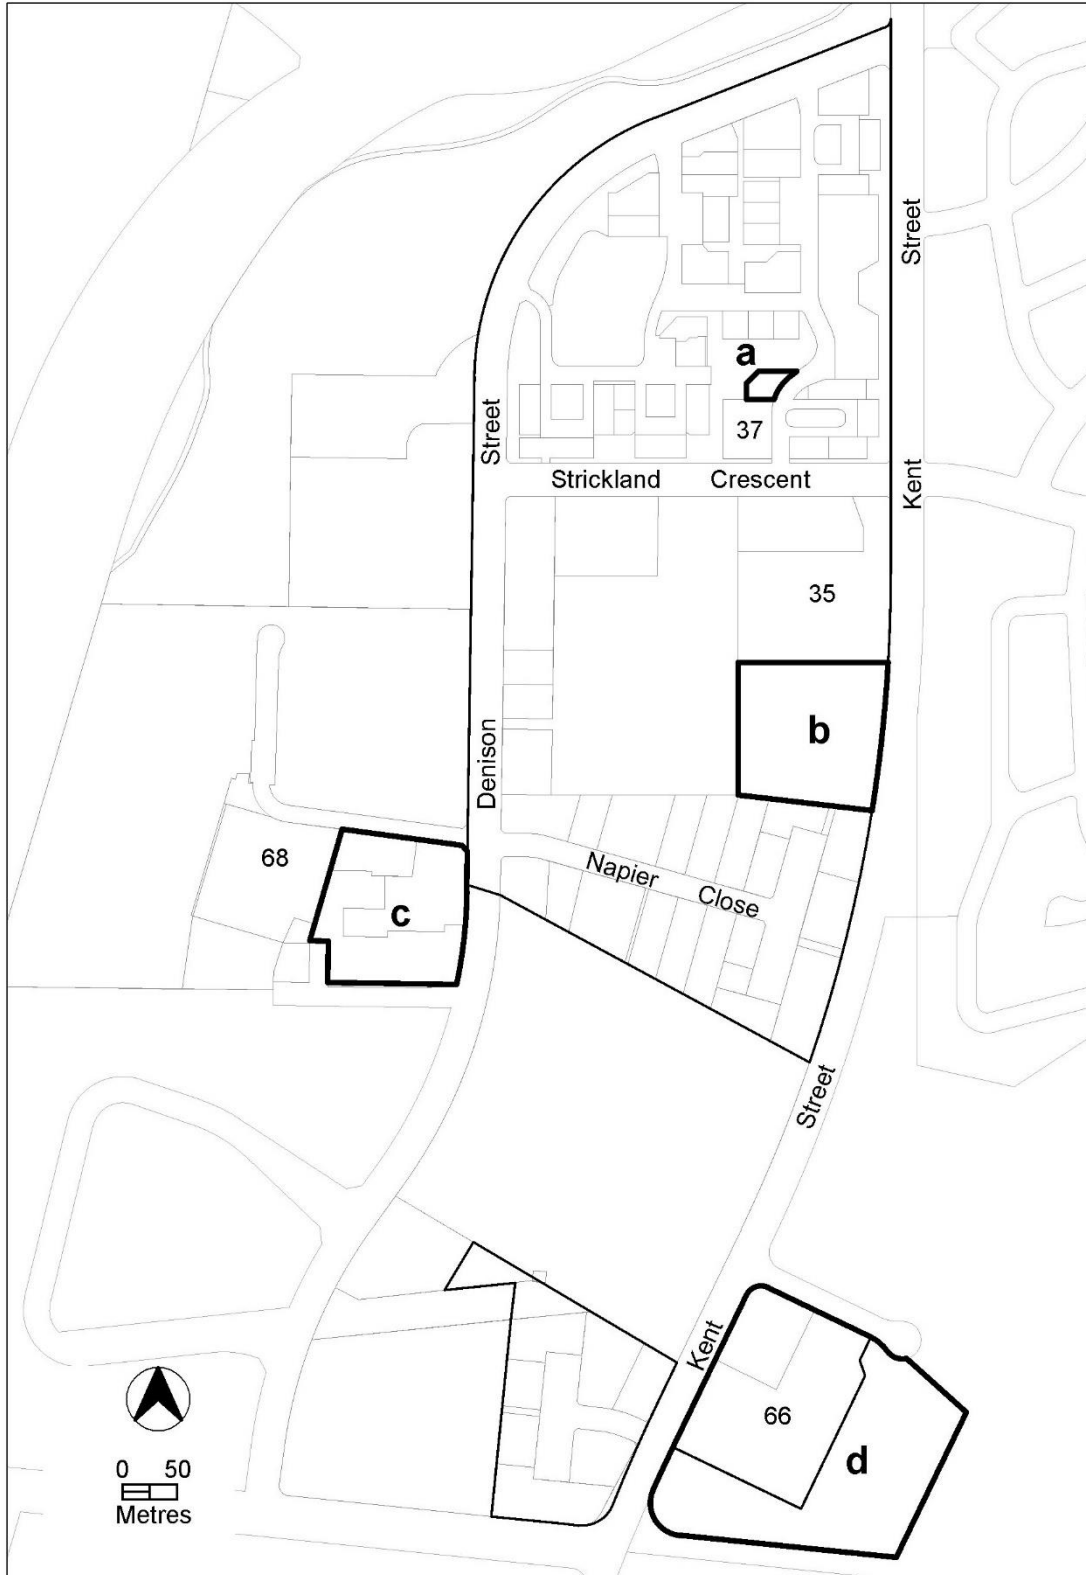 Street
a
37
Street
Strickland Crescent
Kent
35
b
Denison
68
Napier Close
c
Street
Kent
66
d
0 50
Metres